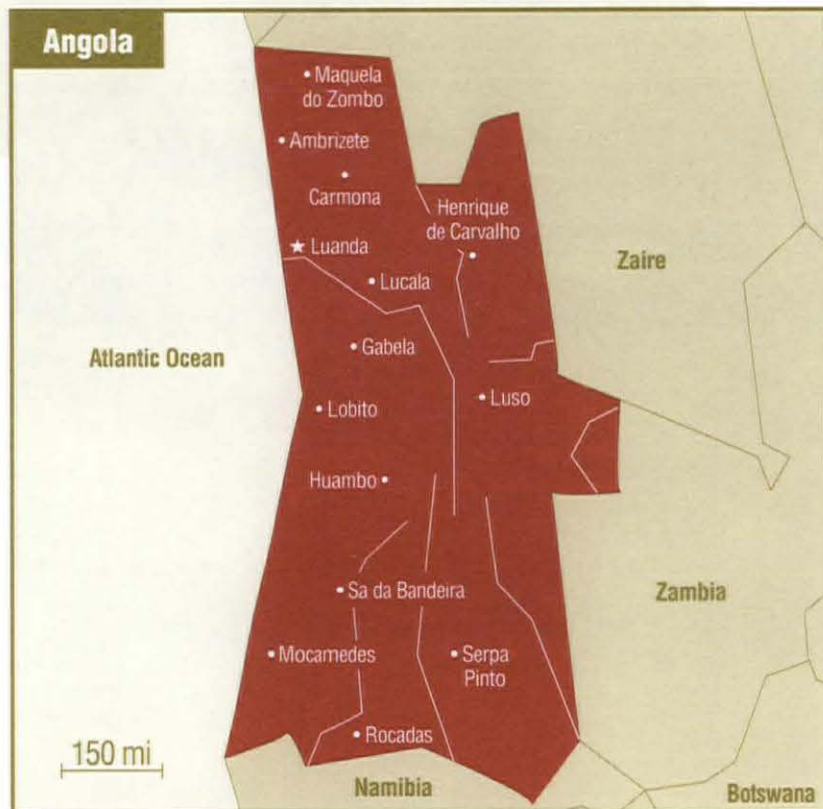 Angola
Maquela
do Zombo
Ambrizete
Carmona
Henrique
de Carvalho
Luanda
Zaire
Lucala
Gabela
Atlantic Ocean
Luso
Lobito
Huambo
Sa da Bandeira
Zambia
Mocamedes
Serpa
Pinto
Rocadas
150 mi
Namibia
Botswana